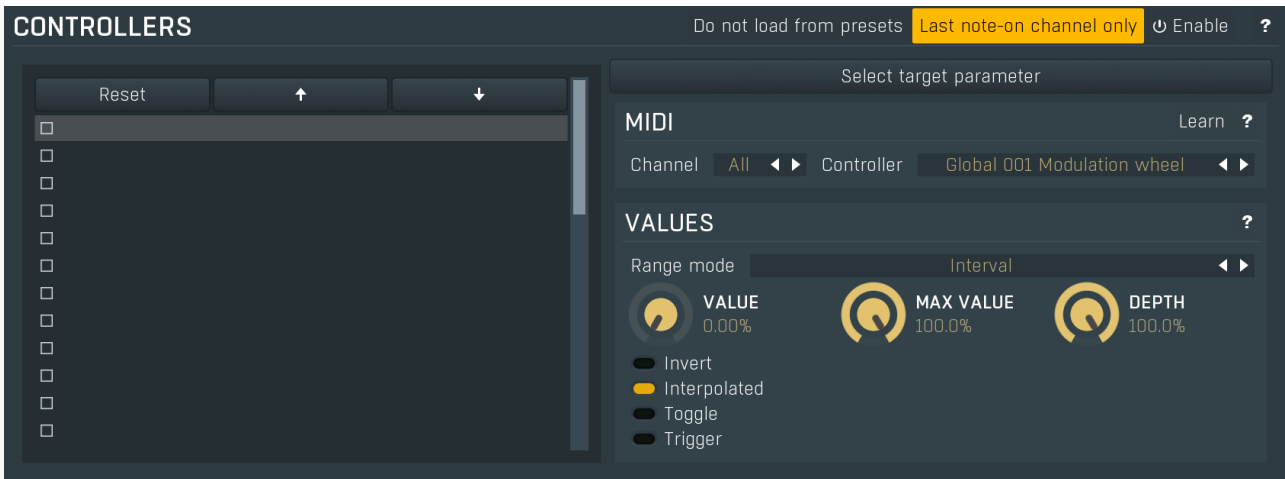 CONTROLLERS Do not load from presets Last note-on channel only Enable ?
Reset
Select target parameter
MIDI Learn ?
Channel All Controller Global 001 Modulation wheel
VALUES ?
Range mode Interval
VALUE MAX VALUE DEPTH
0.00% 100.0% 100.0%
Invert
Interpolated
Toggle
Trigger